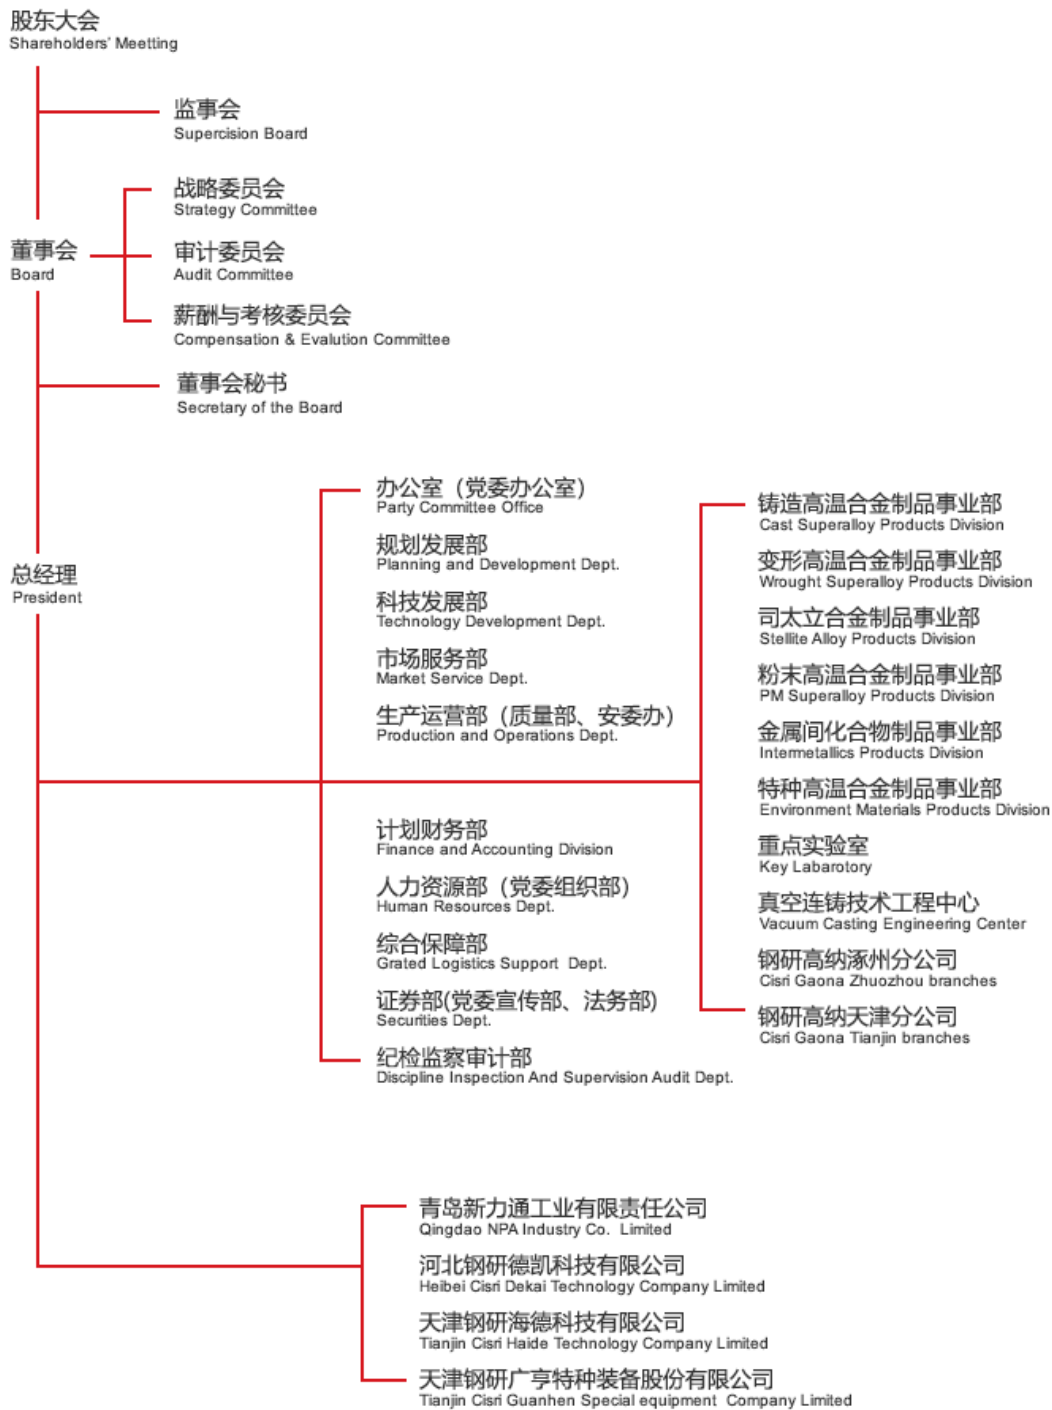 股东大会
Shareholders' Meetting
监事会
Supercision Board
战略委员会
Strategy Committee
董事会
Board
审计委员会
Audit Committee
薪酬与考核委员会
Compensation & Evalution Committee
董事会秘书
Secretary of the Board
总经理
President
办公室（党委办公室）
Party Committee Office
规划发展部
Planning and Development Dept.
科技发展部
Technology Development Dept.
市场服务部
Market Service Dept.
生产运营部（质量部、安委办）
Production and Operations Dept.
计划财务部
Finance and Accounting Division
人力资源部（党委组织部）
Human Resources Dept.
综合保障部
Grated Logistics Support Dept.
证券部(党委宣传部、法务部)
Securities Dept.
纪检监察审计部
Discipline Inspection And Supervision Audit Dept.
铸造高温合金制品事业部
Cast Superalloy Products Division
变形高温合金制品事业部
Wrought Superalloy Products Division
司太立合金制品事业部
Stellite Alloy Products Division
粉末高温合金制品事业部
PM Superalloy Products Division
金属间化合物制品事业部
Intermetallics Products Division
特种高温合金制品事业部
Environment Materials Products Division
重点实验室
Key Labarotory
真空连铸技术工程中心
Vacuum Casting Engineering Center
钢研高纳涿州分公司
Cisri Gaona Zhuozhou branches
钢研高纳天津分公司
Cisri Gaona Tianjin branches
青岛新力通工业有限责任公司
Qingdao NPA Industry Co. Limited
河北钢研德凯科技有限公司
Heibei Cisri Dekai Technology Company Limited
天津钢研海德科技有限公司
Tianjin Cisri Haide Technology Company Limited
天津钢研广亨特种装备股份有限公司
Tianjin Cisri Guanhen Special equipment Company Limited